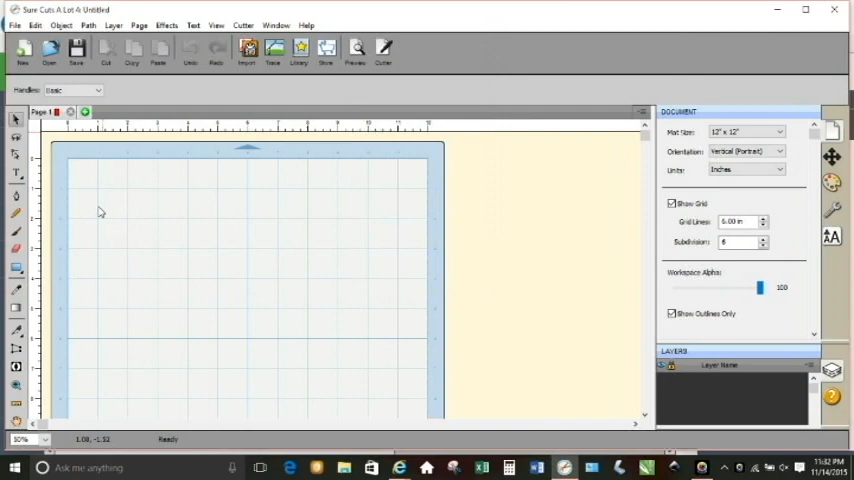 Sure Cuts A Lot 4: Untitled
File Edit Object Path Layer Page Effects Text View Cutter Window Help
New Open Save Cut Copy Paste Undo Redo Import Trace Library Store Preview Cutter
Handles: Basic
Page 1
DOCUMENT
Mat Size: 12" x 12"
Orientation: Vertical (Portrait)
Units: Inches
Show Grid
Grid Lines: 6.00 in
Subdivision: 6
Workspace Alpha:
100
Show Outlines Only
LAYERS
Layer Name
50% 1.08, -1.52 Ready
Ask me anything
11:32 PM
11/14/2015